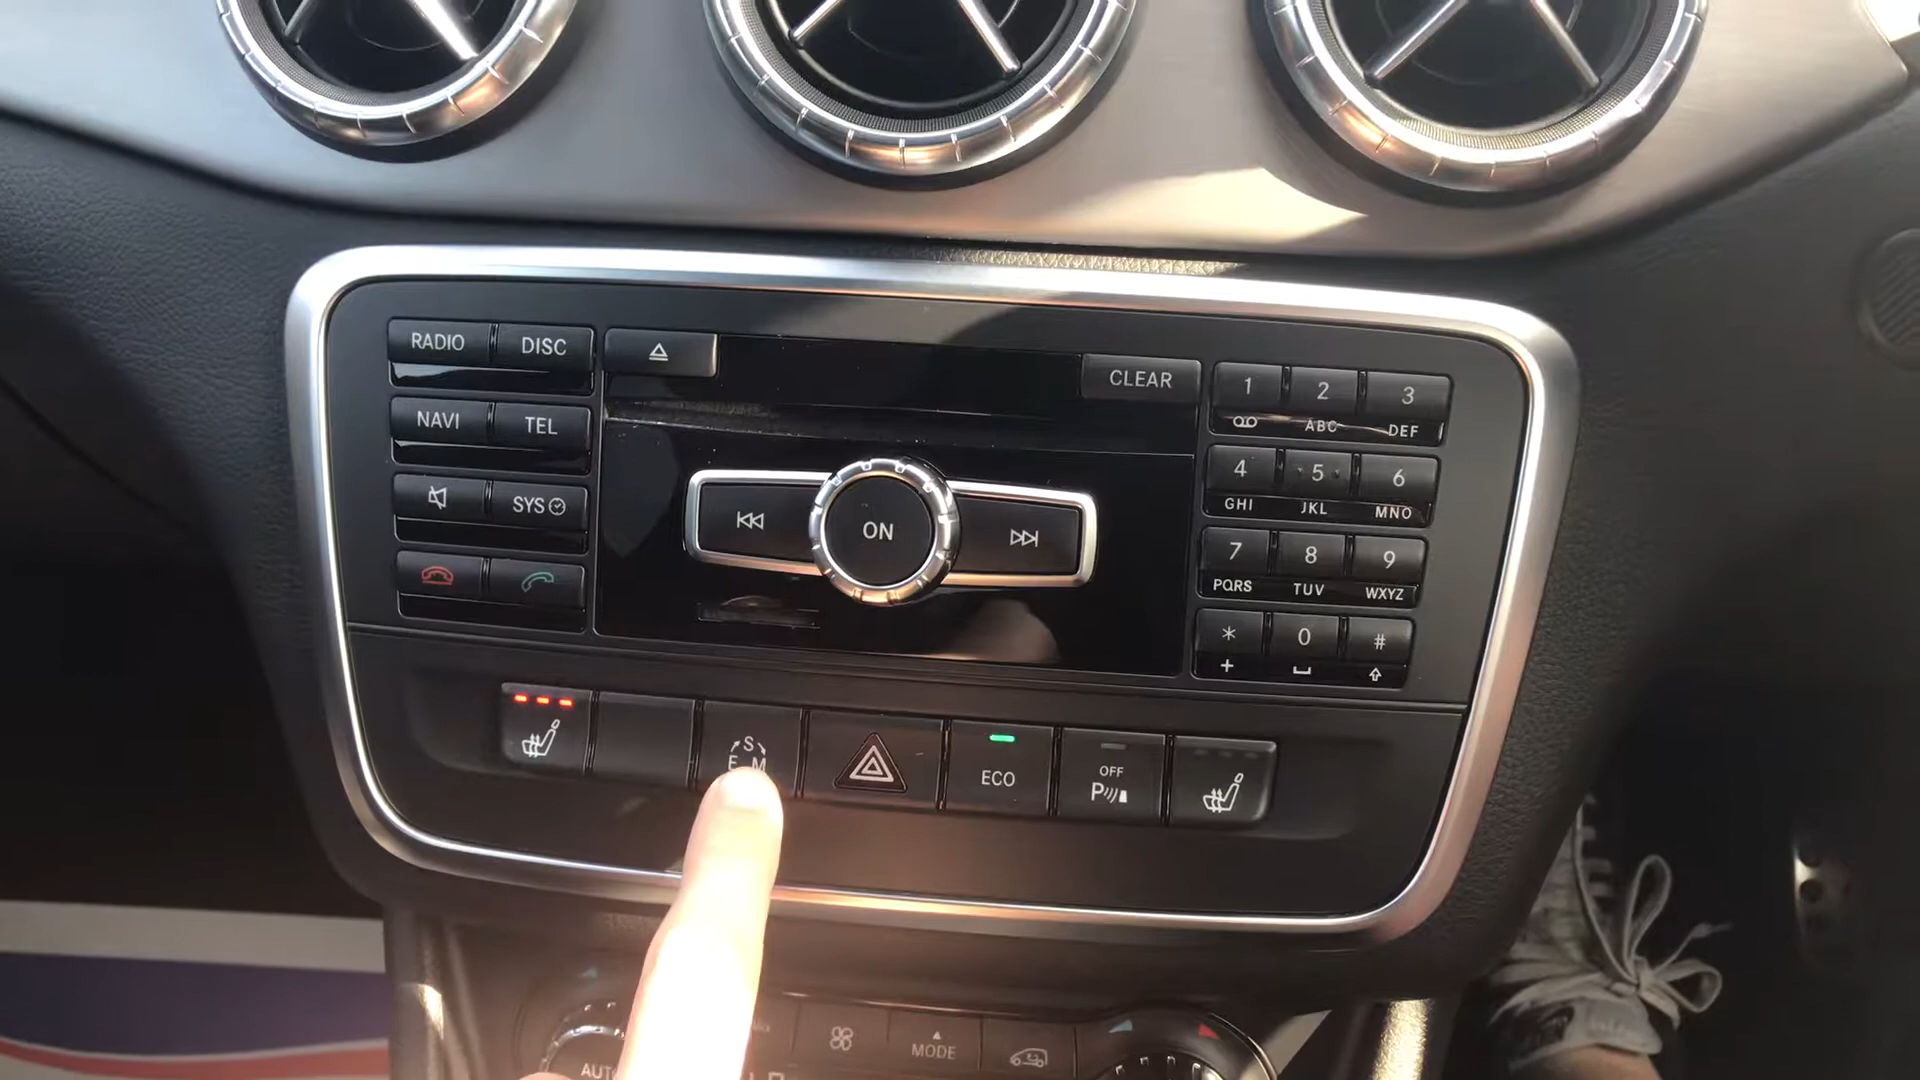 RADIO DISC
CLEAR
NAVI TEL
SYS
ON
1 2 3
ABC DEF
4 5 6
GHI JKL MNO
7 8 9
PQRS TUV WXYZ
* 0 #
+
S
E M
ECO
OFF
P
AUTO
MODE